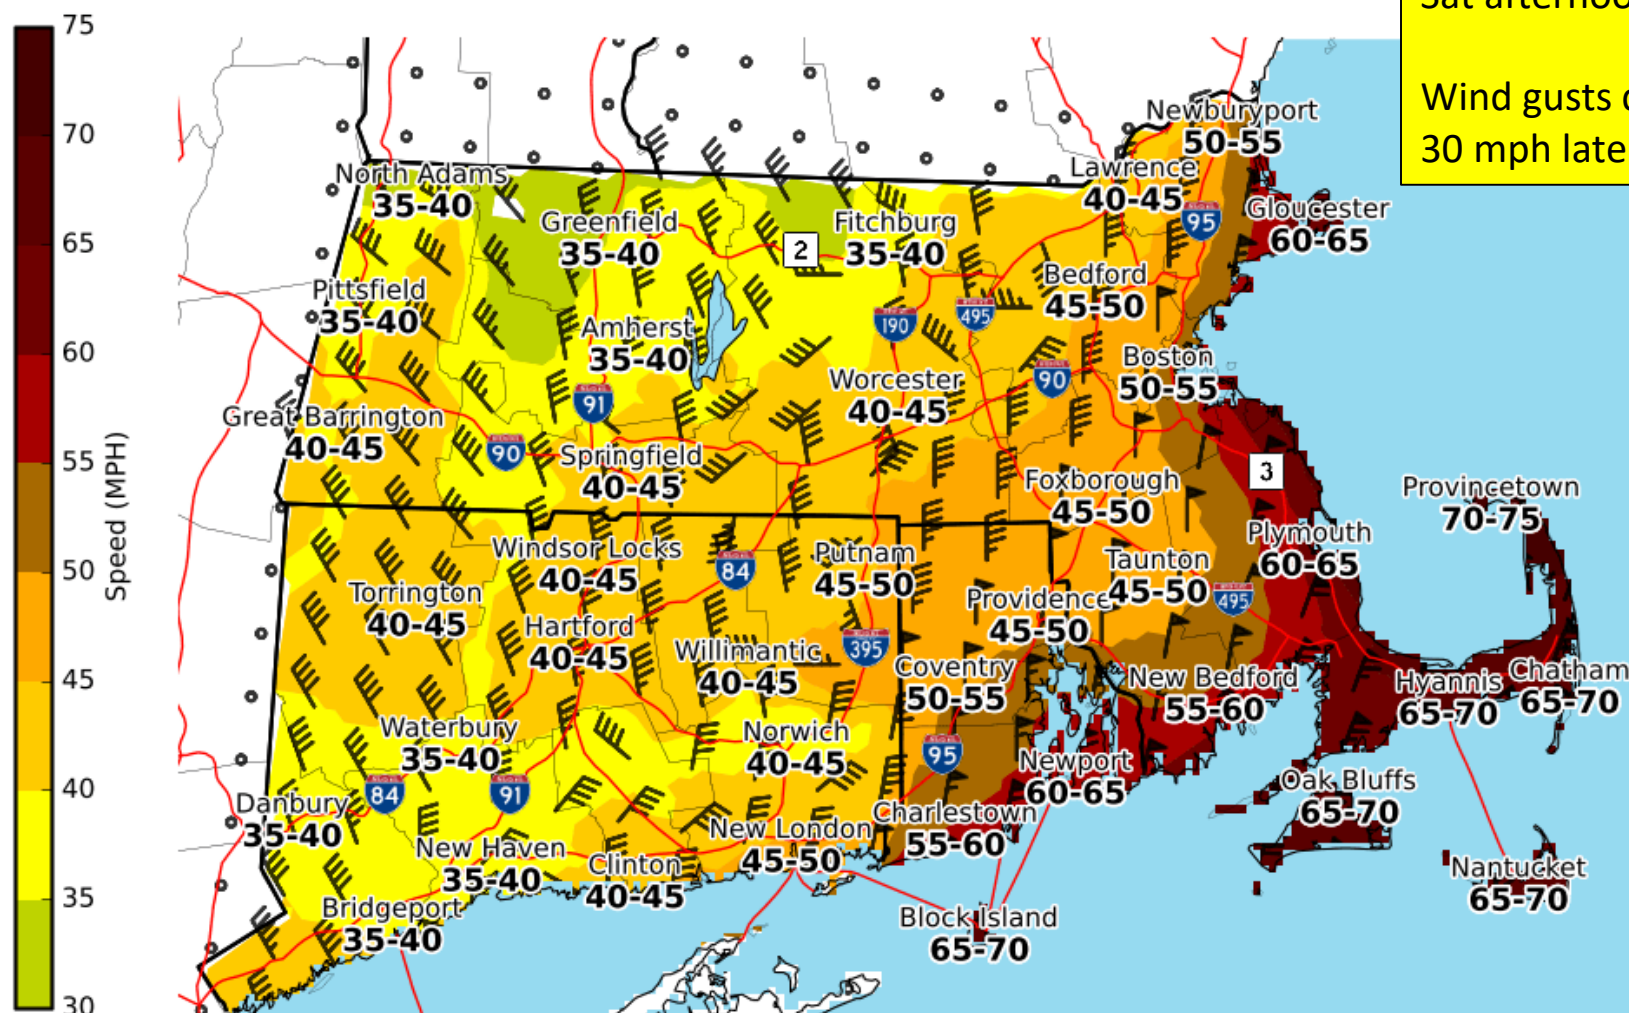 75
70
65
60
55
50
45
40
35
30
Speed (MPH)
Wind gusts
30 mph late
Newburyport
50-55
Lawrence
40-45
95
Gloucester
60-65
North Adams
35-40
Greenfield
35-40
2
Fitchburg
35-40
Bedford
45-50
Pittsfield
35-40
Amherst
35-40
190
495
Boston
50-55
90
Worcester
40-45
91
Great Barrington
40-45
90
Springfield
40-45
Foxborough
45-50
3
Provincetown
70-75
Plymouth
60-65
Windsor Locks
40-45
84
Putnam
45-50
Taunton
45-50
495
Torrington
40-45
Providence
45-50
Hartford
40-45
395
Willimantic
40-45
Coventry
50-55
New Bedford
55-60
Hyannis
65-70
Chatham
65-70
Waterbury
35-40
Norwich
40-45
95
Newport
60-65
84
91
Danbury
35-40
Oak Bluffs
65-70
Charlestown
55-60
New London
45-50
New Haven
35-40
Clinton
40-45
Nantucket
65-70
Bridgeport
35-40
Block Island
65-70